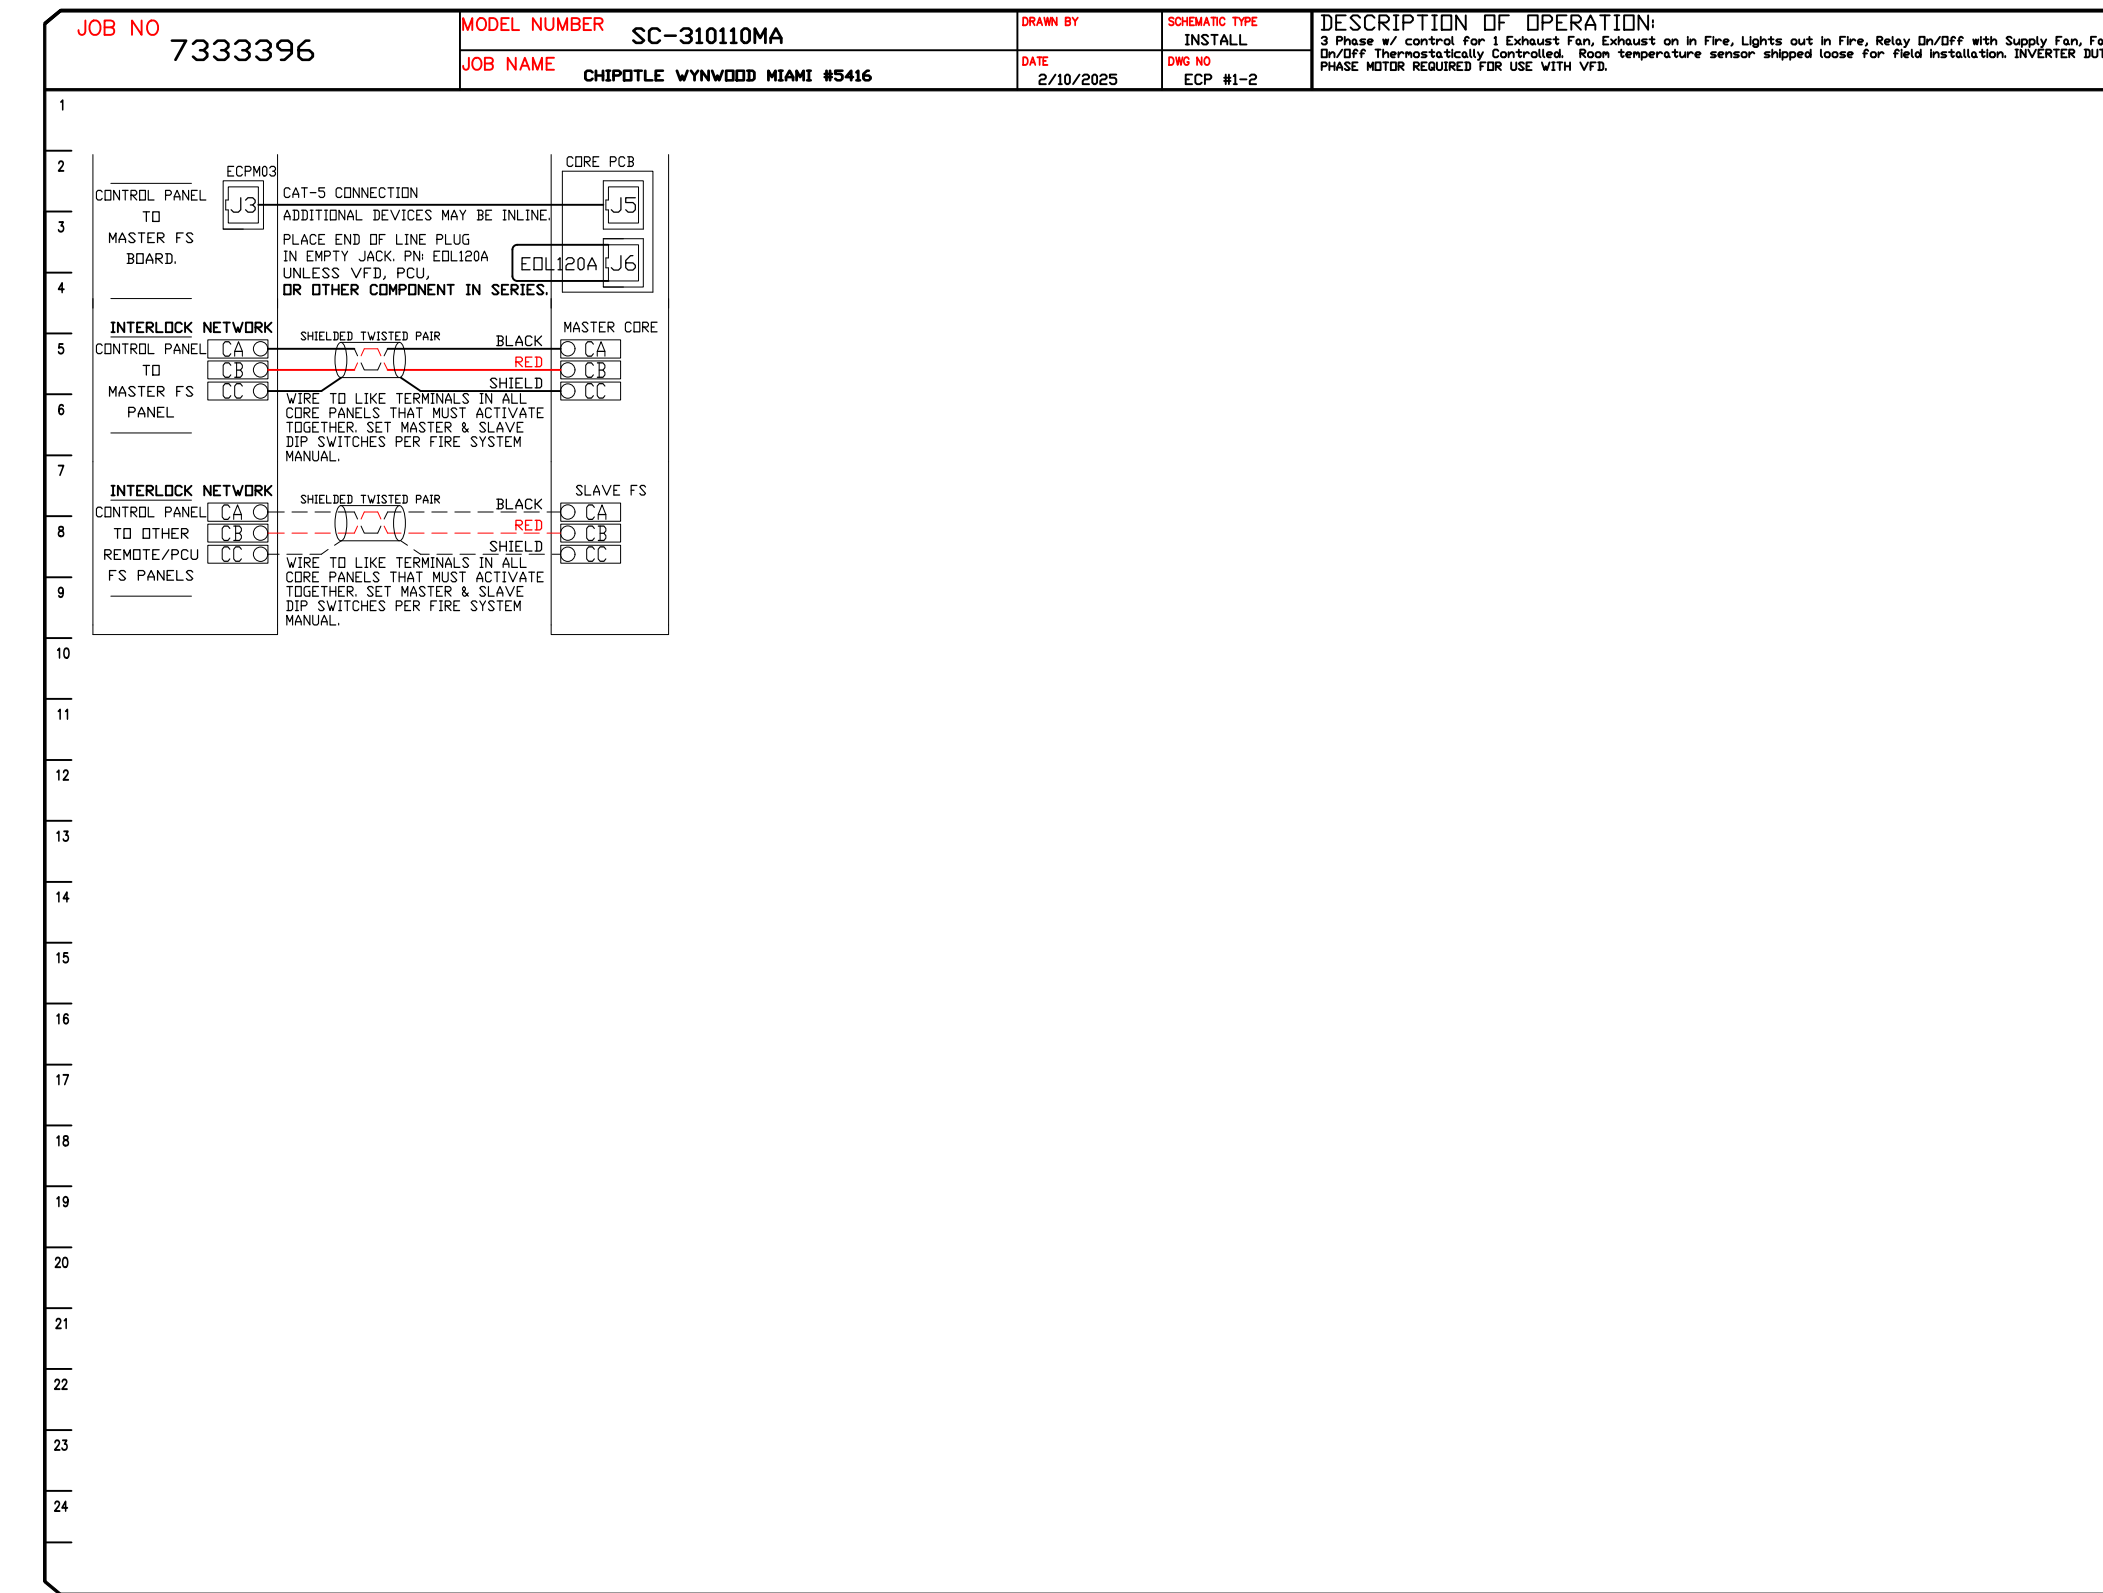 JOB NO
7333396
MODEL NUMBER
SC-310110MA
JOB NAME
CHIPOTLE WYNWOOD MIAMI #5416
DRAWN BY
DATE
2/10/2025
SCHEMATIC TYPE
INSTALL
DWG NO
ECP #1-2
DESCRIPTION OF OPERATION:
3 Phase w/ control for 1 Exhaust Fan, Exhaust on in Fire, Lights out in Fire, Relay On/Off with Supply Fan,
On/Off Thermostatically Controlled. Room temperature sensor shipped loose for field installation. INVERTER
PHASE MOTOR REQUIRED FOR USE WITH VFD.
1
2
3
4
5
6
7
8
9
10
11
12
13
14
15
16
17
18
19
20
21
22
23
24
CONTROL PANEL
TO
MASTER FS
BOARD.
ECPM03
J3
CAT-5 CONNECTION
ADDITIONAL DEVICES MAY BE INLINE.
PLACE END OF LINE PLUG
IN EMPTY JACK. PN: EOL120A
UNLESS VFD, PCU,
OR OTHER COMPONENT IN SERIES.
CORE PCB
J5
EOL120A
J6
INTERLOCK NETWORK
CONTROL PANEL
TO
MASTER FS
PANEL
CA
CB
CC
SHIELDED TWISTED PAIR
BLACK
RED
SHIELD
WIRE TO LIKE TERMINALS IN ALL
CORE PANELS THAT MUST ACTIVATE
TOGETHER. SET MASTER & SLAVE
DIP SWITCHES PER FIRE SYSTEM
MANUAL.
MASTER CORE
CA
CB
CC
INTERLOCK NETWORK
CONTROL PANEL
TO OTHER
REMOTE/PCU
FS PANELS
CA
CB
CC
SHIELDED TWISTED PAIR
BLACK
RED
SHIELD
WIRE TO LIKE TERMINALS IN ALL
CORE PANELS THAT MUST ACTIVATE
TOGETHER. SET MASTER & SLAVE
DIP SWITCHES PER FIRE SYSTEM
MANUAL.
SLAVE FS
CA
CB
CC